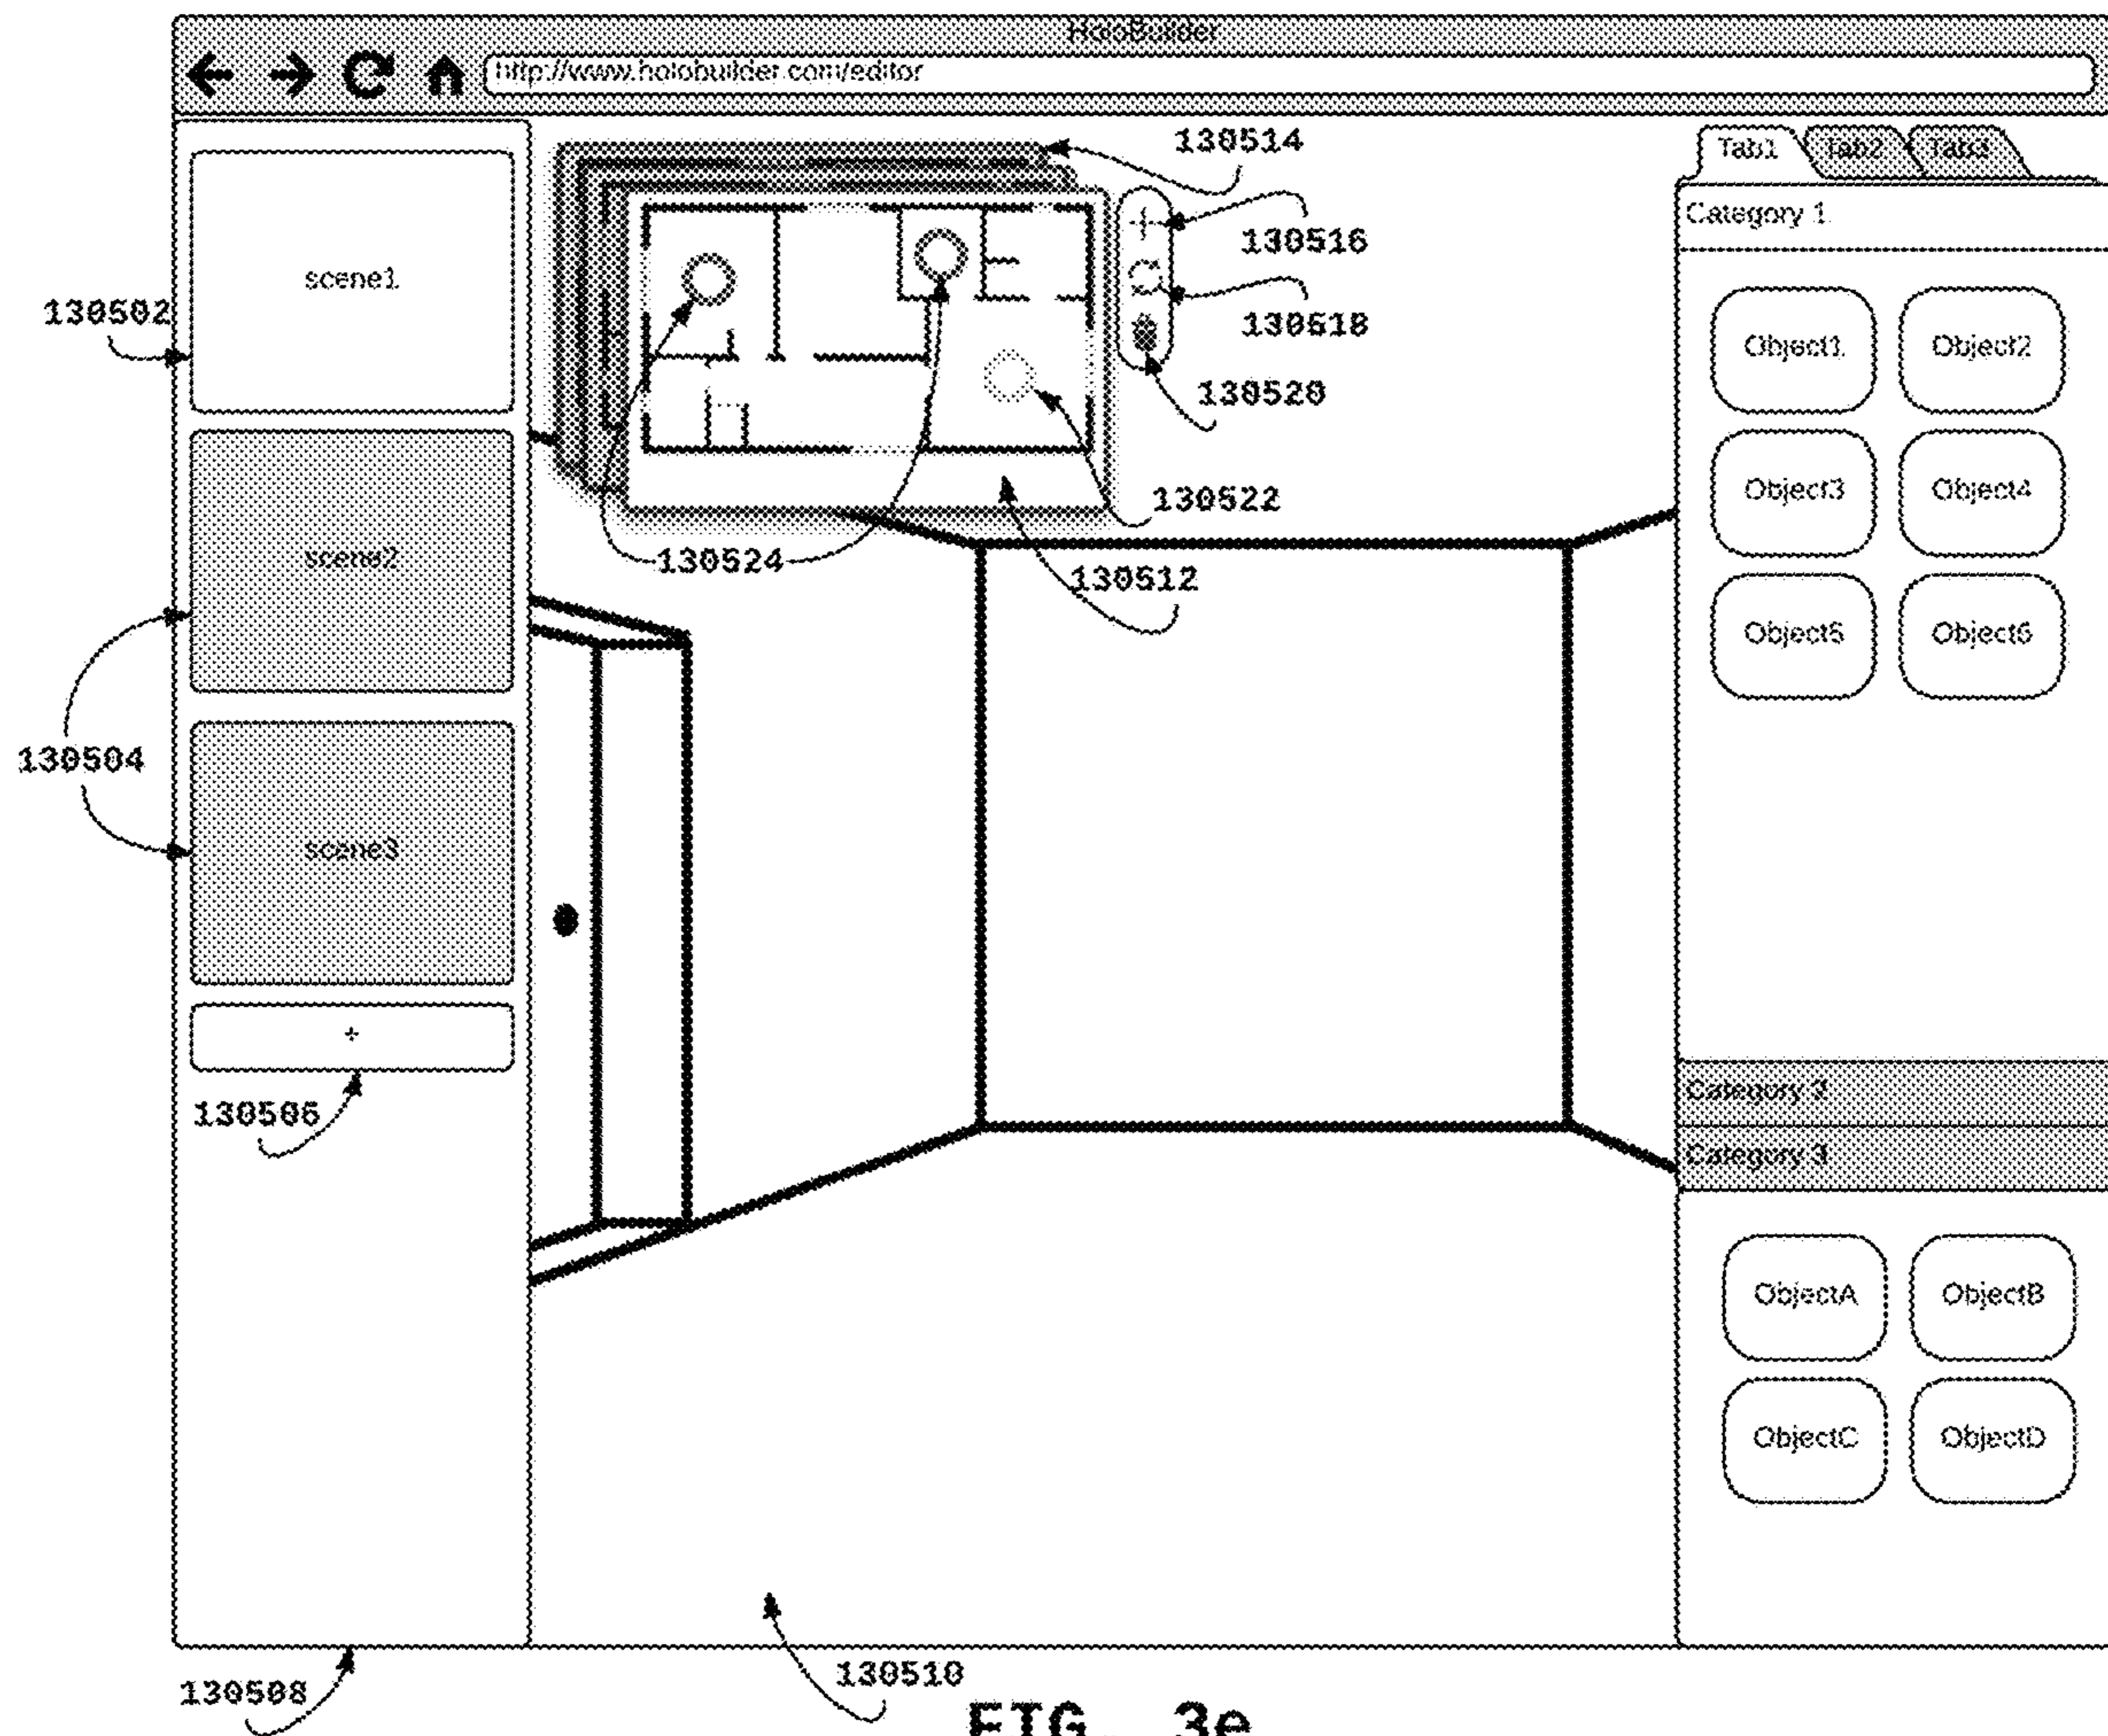 HoloBuilder
http://www.holobuilder.com/editor
130514
Tab1 Tab2 Tab3
Category 1
130516
scene1
130502
130518
Object1 Object2
130520
Object3 Object4
130522
scene2
130524
130512
Object5 Object6
130504
scene3
+
Category 2
130506
Category 3
ObjectA ObjectB
ObjectC ObjectD
130510
130508
FIG. 3e